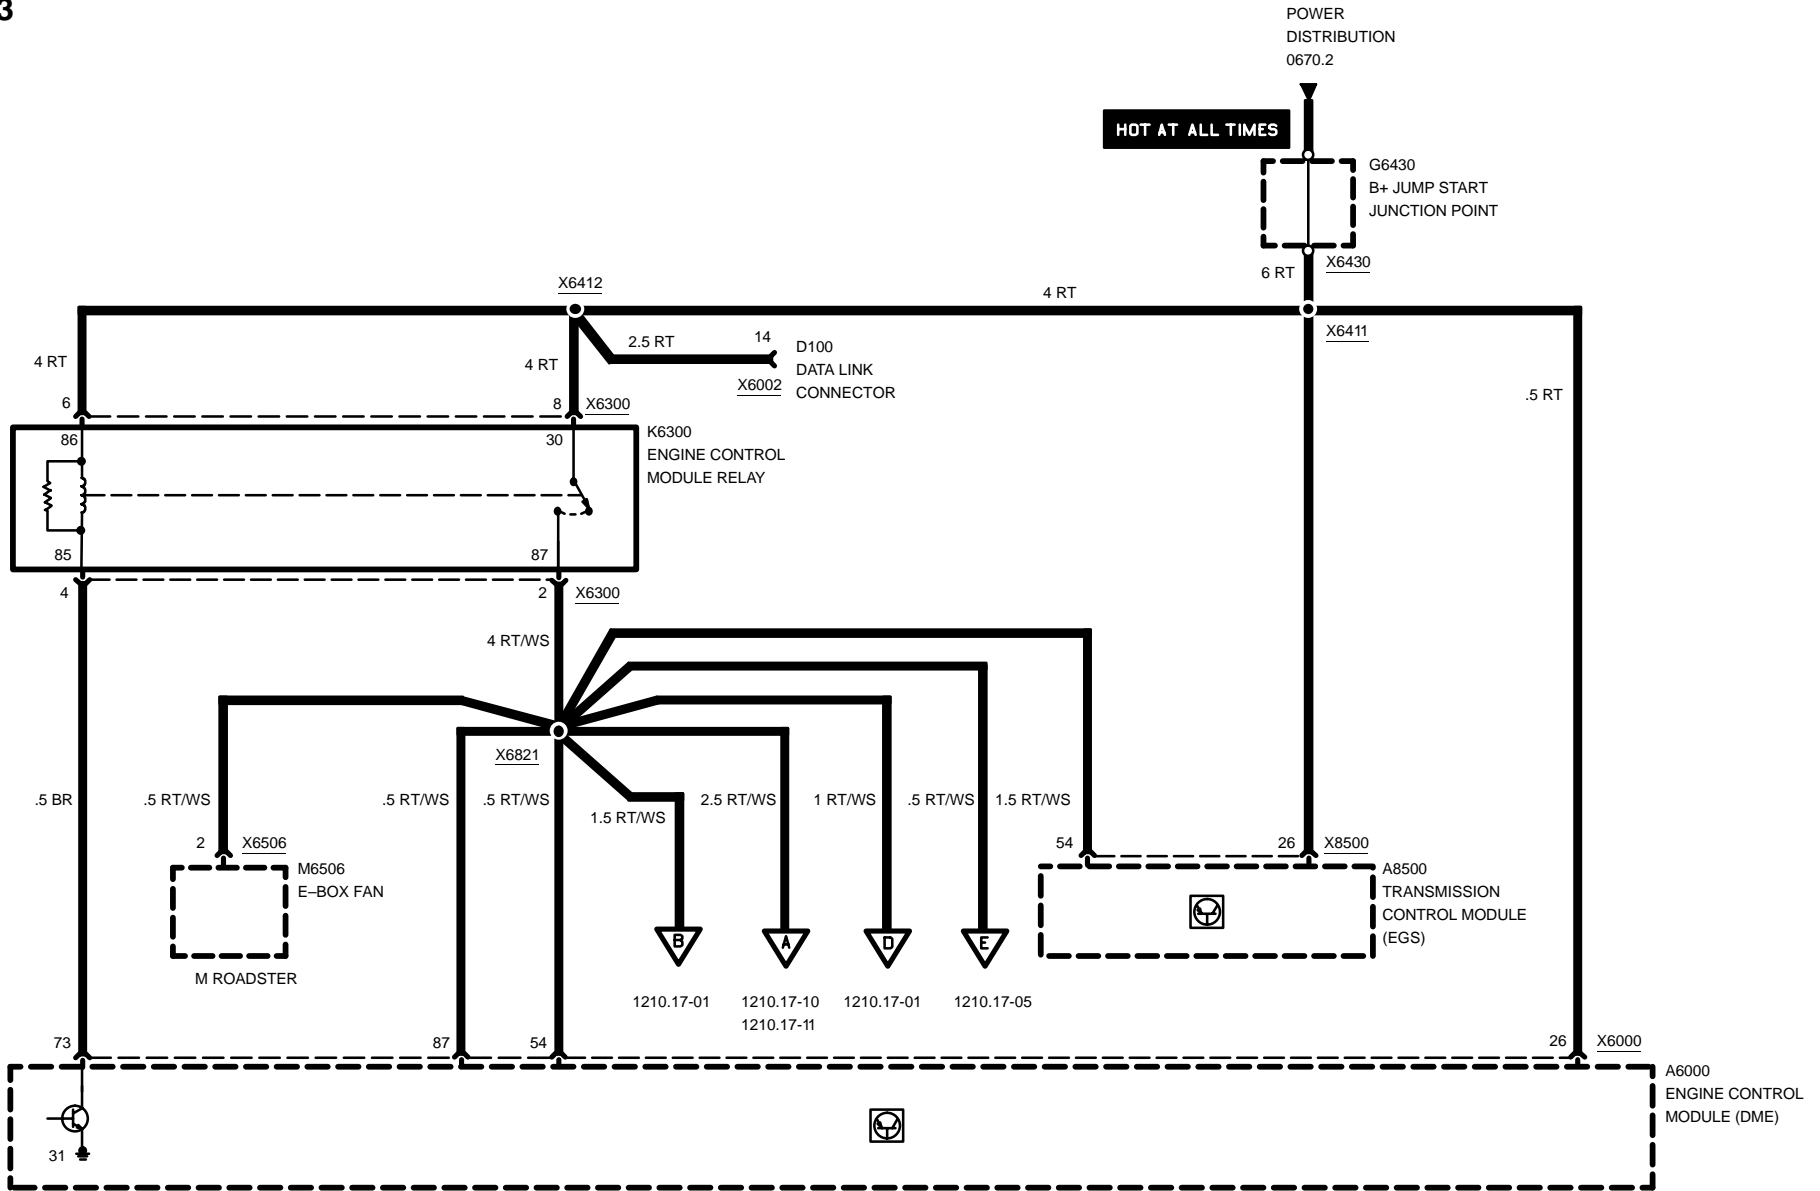 3
POWER
DISTRIBUTION
0670.2
HOT AT ALL TIMES
G6430
B+ JUMP START
JUNCTION POINT
X6430
6 RT
X6412
4 RT
X6411
2.5 RT
14
D100
DATA LINK
CONNECTOR
X6002
4 RT
4 RT
.5 RT
6
8
X6300
86
30
K6300
ENGINE CONTROL
MODULE RELAY
85
87
4
2
X6300
4 RT/WS
X6821
.5 BR
.5 RT/WS
.5 RT/WS
.5 RT/WS
1.5 RT/WS
2.5 RT/WS
1 RT/WS
.5 RT/WS
1.5 RT/WS
2
X6506
M6506
E–BOX FAN
M ROADSTER
54
26
X8500
A8500
TRANSMISSION
CONTROL MODULE
(EGS)
B
A
D
E
1210.17-01
1210.17-10
1210.17-11
1210.17-01
1210.17-05
73
87
54
26
X6000
A6000
ENGINE CONTROL
MODULE (DME)
31